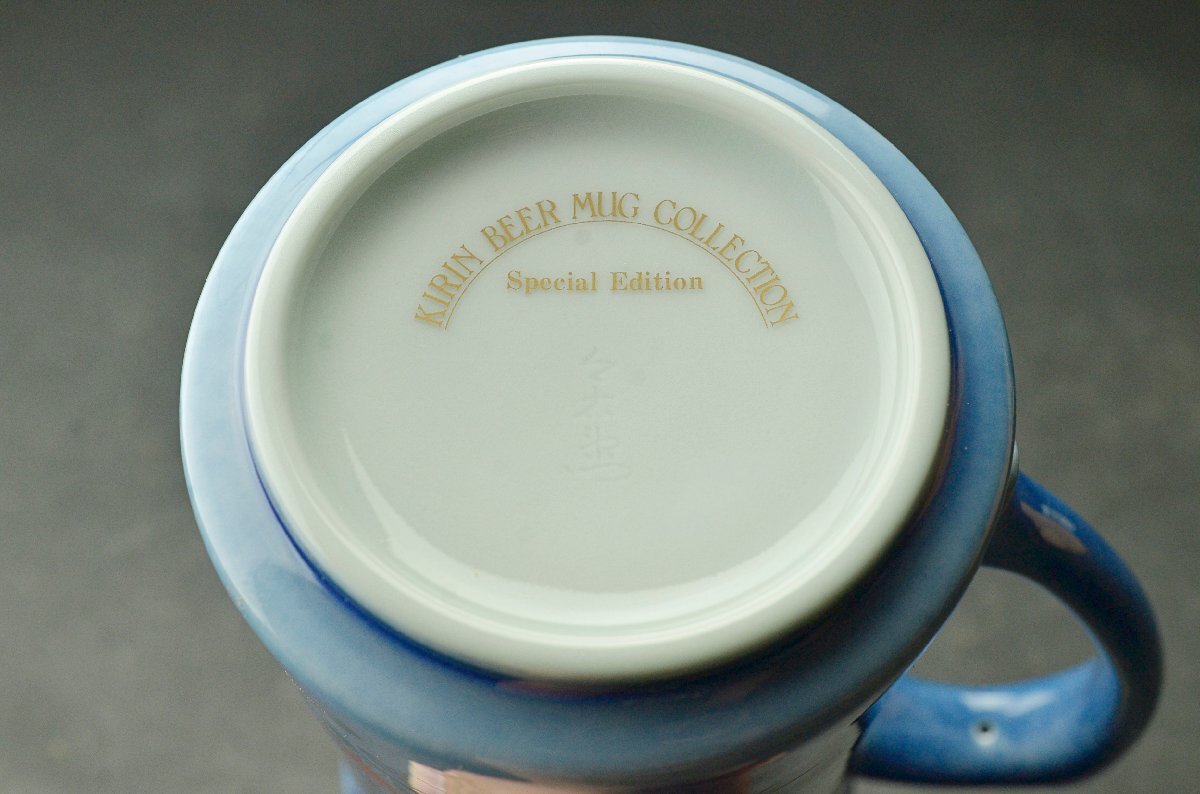 KIRIN BEER MUG COLLECTION
Special Edition